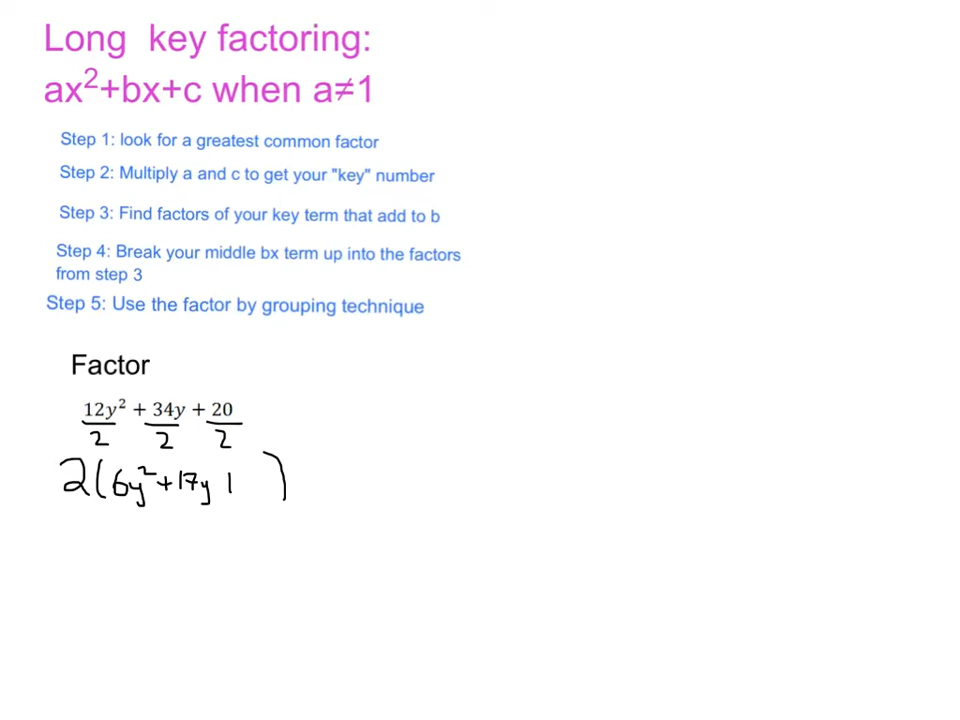 Long key factoring:
ax²+bx+c when a≠1
Step 1: look for a greatest common factor
Step 2: Multiply a and c to get your "key" number
Step 3: Find factors of your key term that add to b
Step 4: Break your middle bx term up into the factors
from step 3
Step 5: Use the factor by grouping technique
Factor
12y² + 34y + 20
2 2 2
2(6y²+17y 1 )